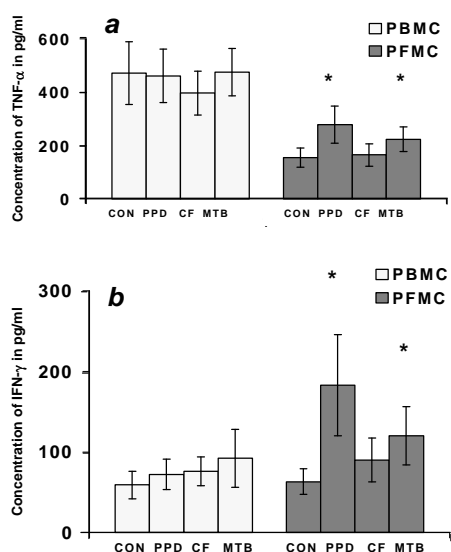 a
PBMC
PFMC
Concentration of TNF-α in pg/ml
600
400
200
0
* *
CON PPD CF MTB CON PPD CF MTB
b
PBMC
PFMC
Concentration of IFN-γ in pg/ml
300
200
100
0
*
*
CON PPD CF MTB CON PPD CF MTB